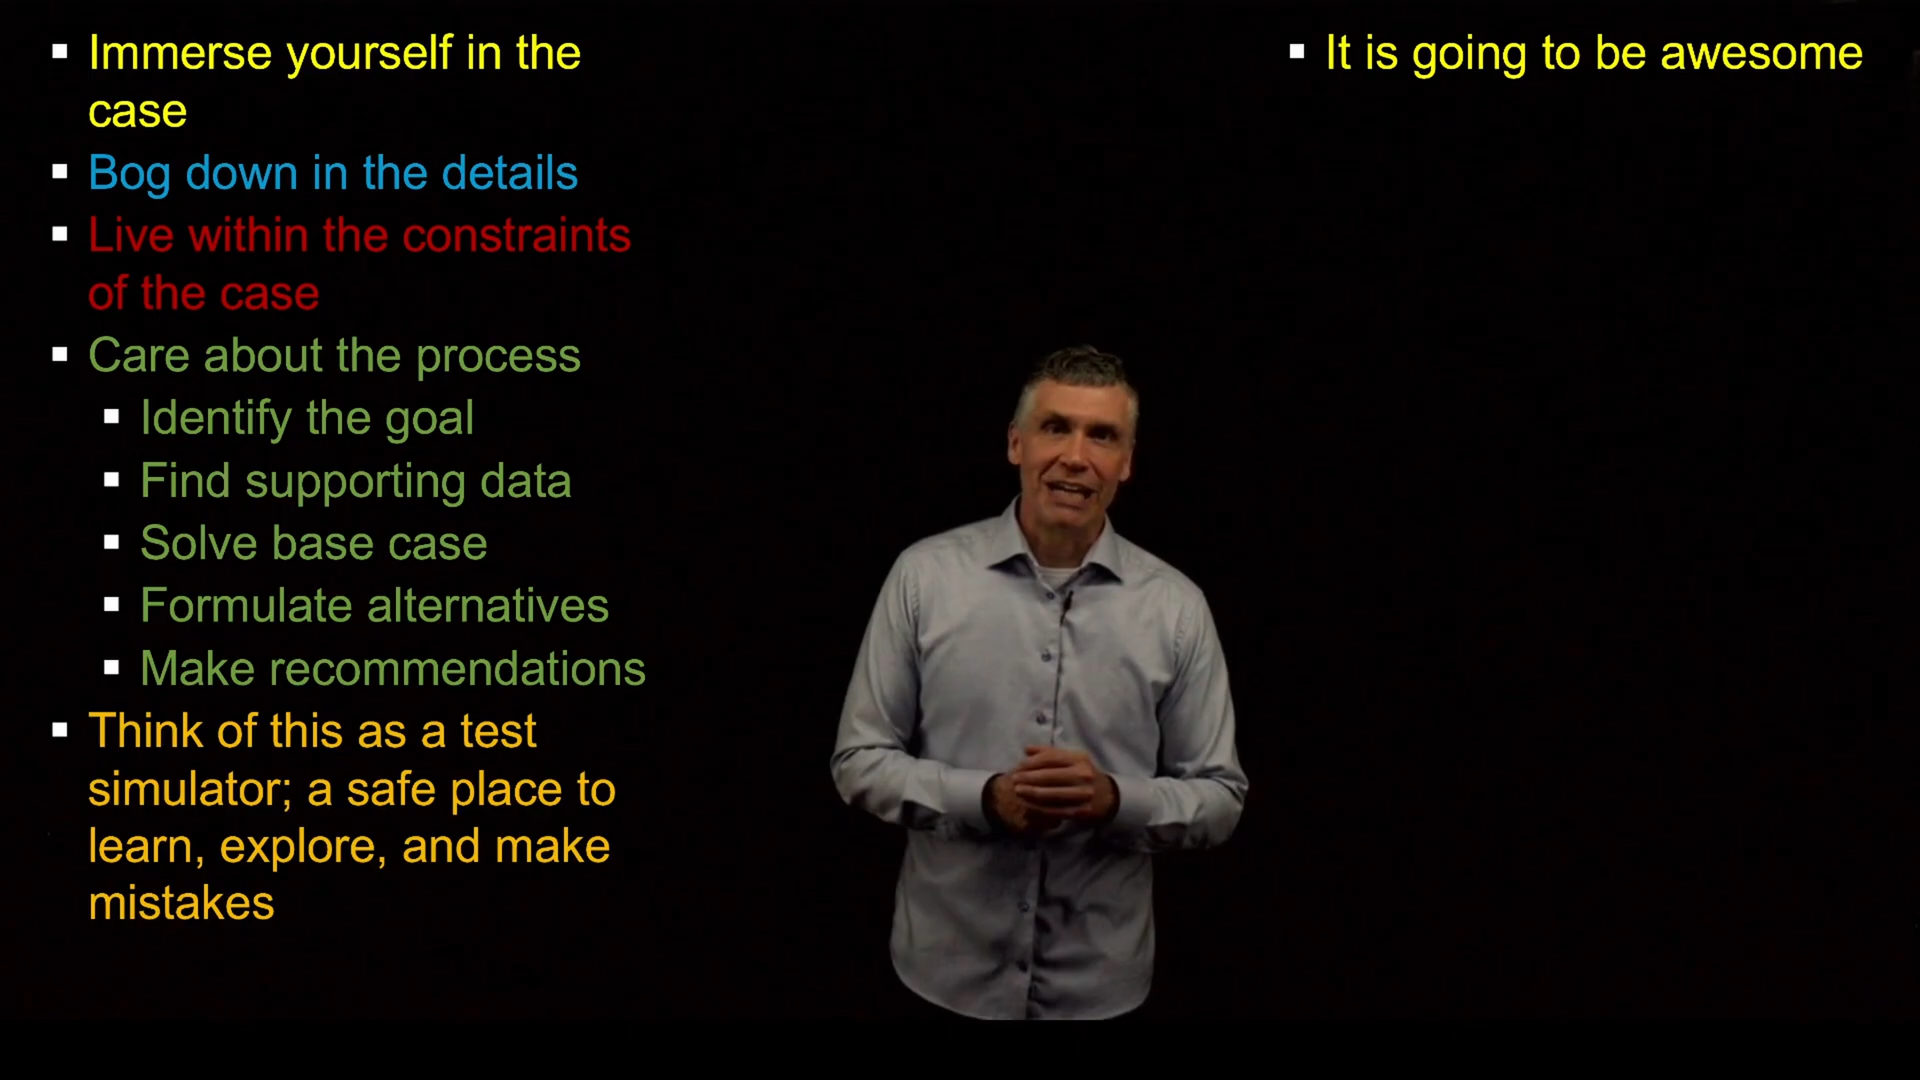 Immerse yourself in the
case
Bog down in the details
Live within the constraints
of the case
Care about the process
Identify the goal
Find supporting data
Solve base case
Formulate alternatives
Make recommendations
Think of this as a test
simulator; a safe place to
learn, explore, and make
mistakes
It is going to be awesome